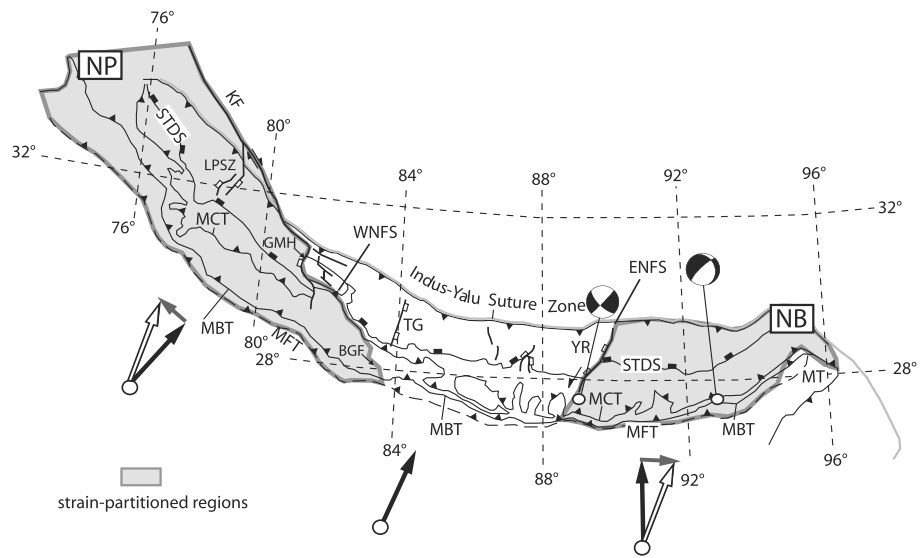 76°
NP
KF
STDS
80°
32°
LPSZ
84°
88°
92°
96°
76°
MCT
32°
GMH
WNFS
ENFS
Indus-Yalu Suture Zone
MBT
TG
NB
80°
MFT
YR
28°
BGF
STDS
28°
MT
MCT
MBT
MFT
MBT
84°
88°
92°
96°
strain-partitioned regions